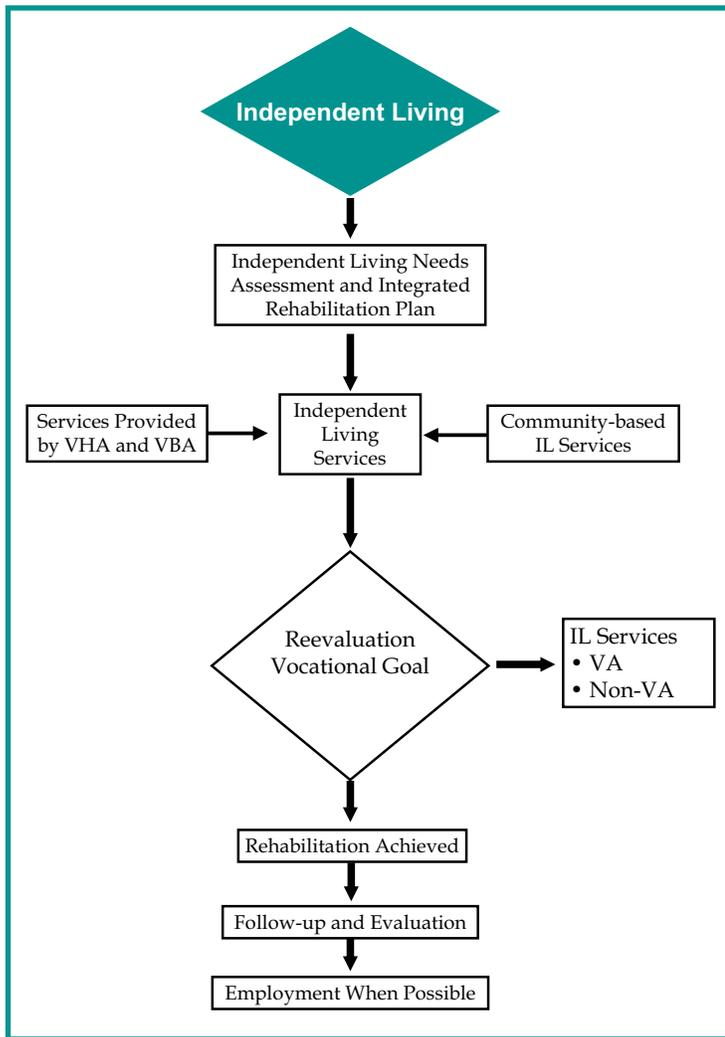 Independent Living
Independent Living Needs
Assessment and Integrated
Rehabilitation Plan
Services Provided
by VHA and VBA
Independent
Living
Services
Community-based
IL Services
Reevaluation
Vocational Goal
IL Services
• VA
• Non-VA
Rehabilitation Achieved
Follow-up and Evaluation
Employment When Possible